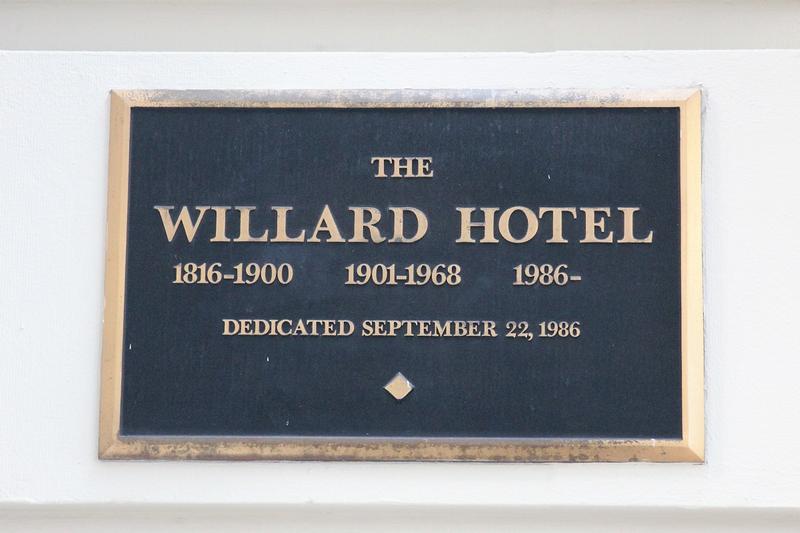 THE
WILLARD HOTEL
1816-1900 1901-1968 1986-
DEDICATED SEPTEMBER 22, 1986